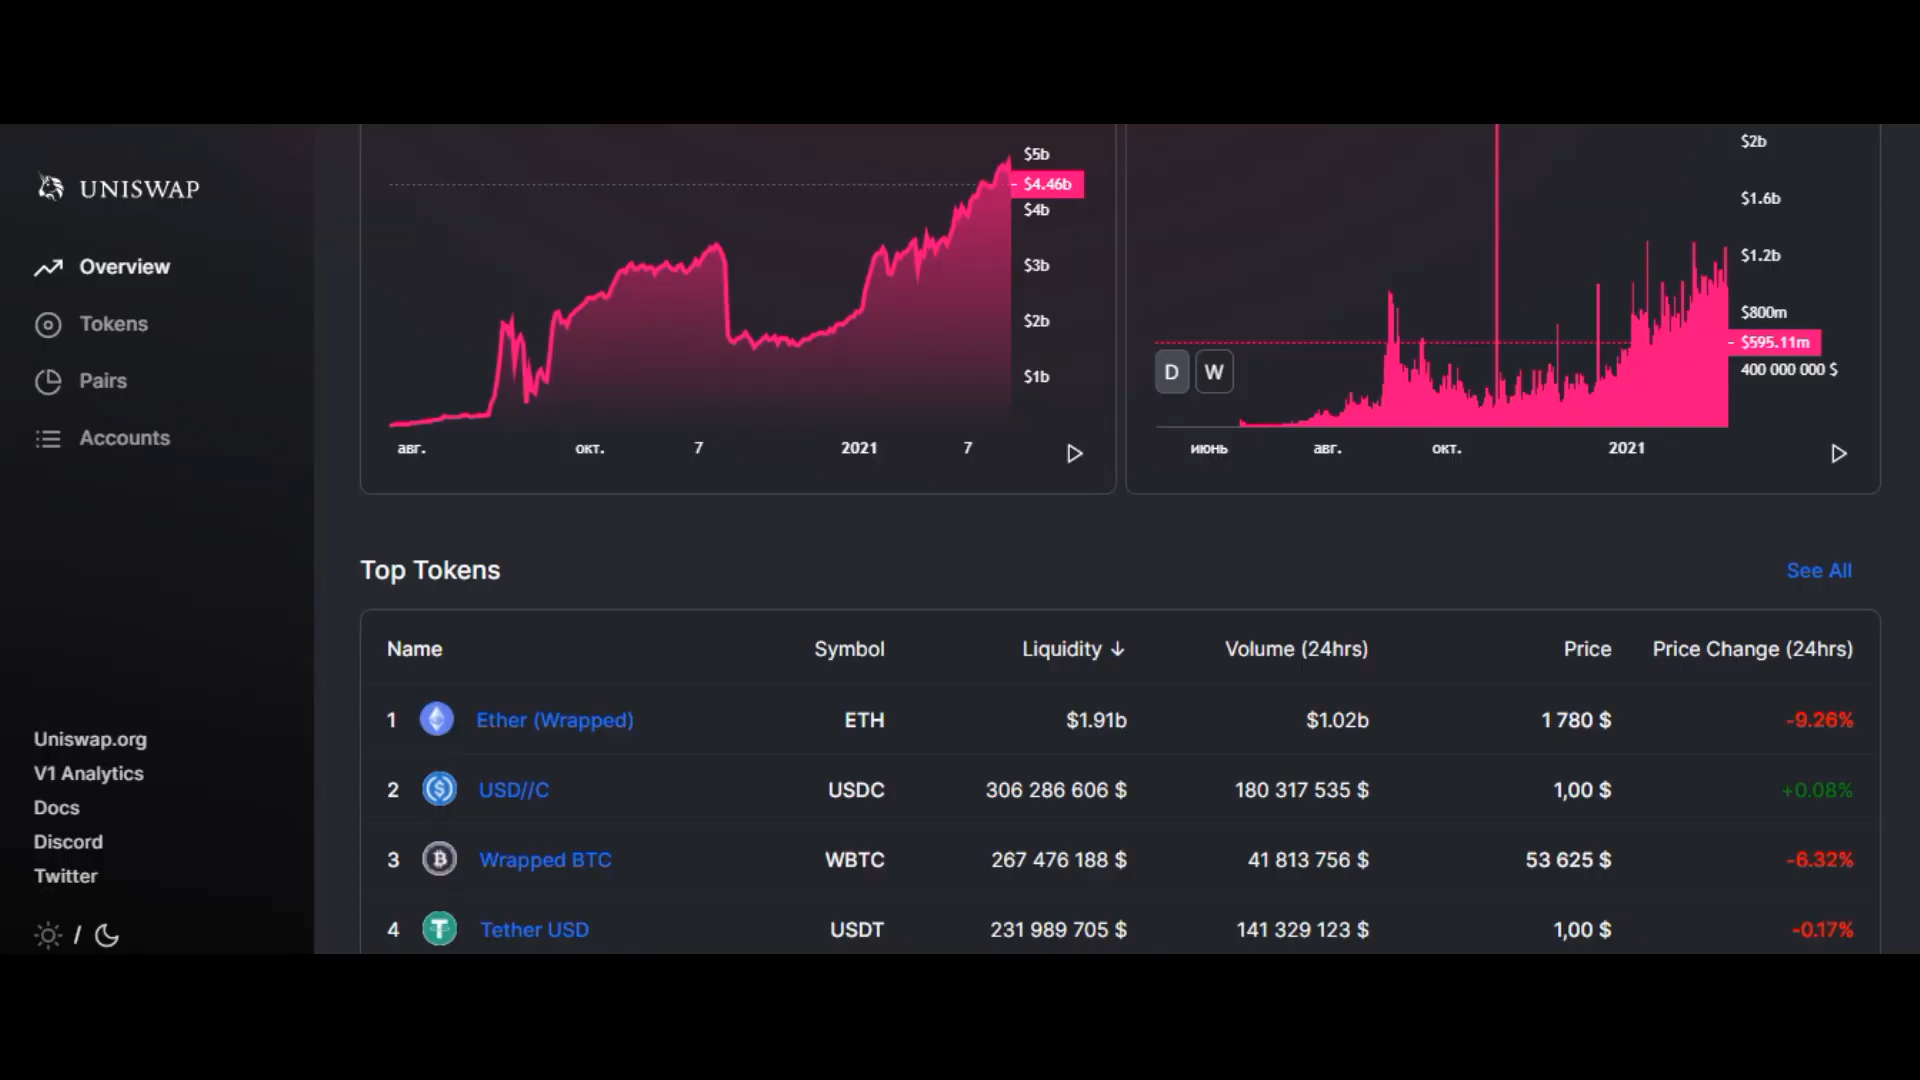 UNISWAP
Overview
Tokens
Pairs
Accounts
Uniswap.org
V1 Analytics
Docs
Discord
Twitter
/
$5b
$4.46b
$4b
$3b
$2b
$1b
авг. окт. 7 2021 7
$2b
$1.6b
$1.2b
$800m
$595.11m
400 000 000 $
D W
июнь авг. окт. 2021
Top Tokens See All
Name Symbol Liquidity ↓ Volume (24hrs) Price Price Change (24hrs)
1 Ether (Wrapped) ETH $1.91b $1.02b 1 780 $ -9.26%
2 USD//C USDC 306 286 606 $ 180 317 535 $ 1,00 $ +0.08%
3 Wrapped BTC WBTC 267 476 188 $ 41 813 756 $ 53 625 $ -6.32%
4 Tether USD USDT 231 989 705 $ 141 329 123 $ 1,00 $ -0.17%